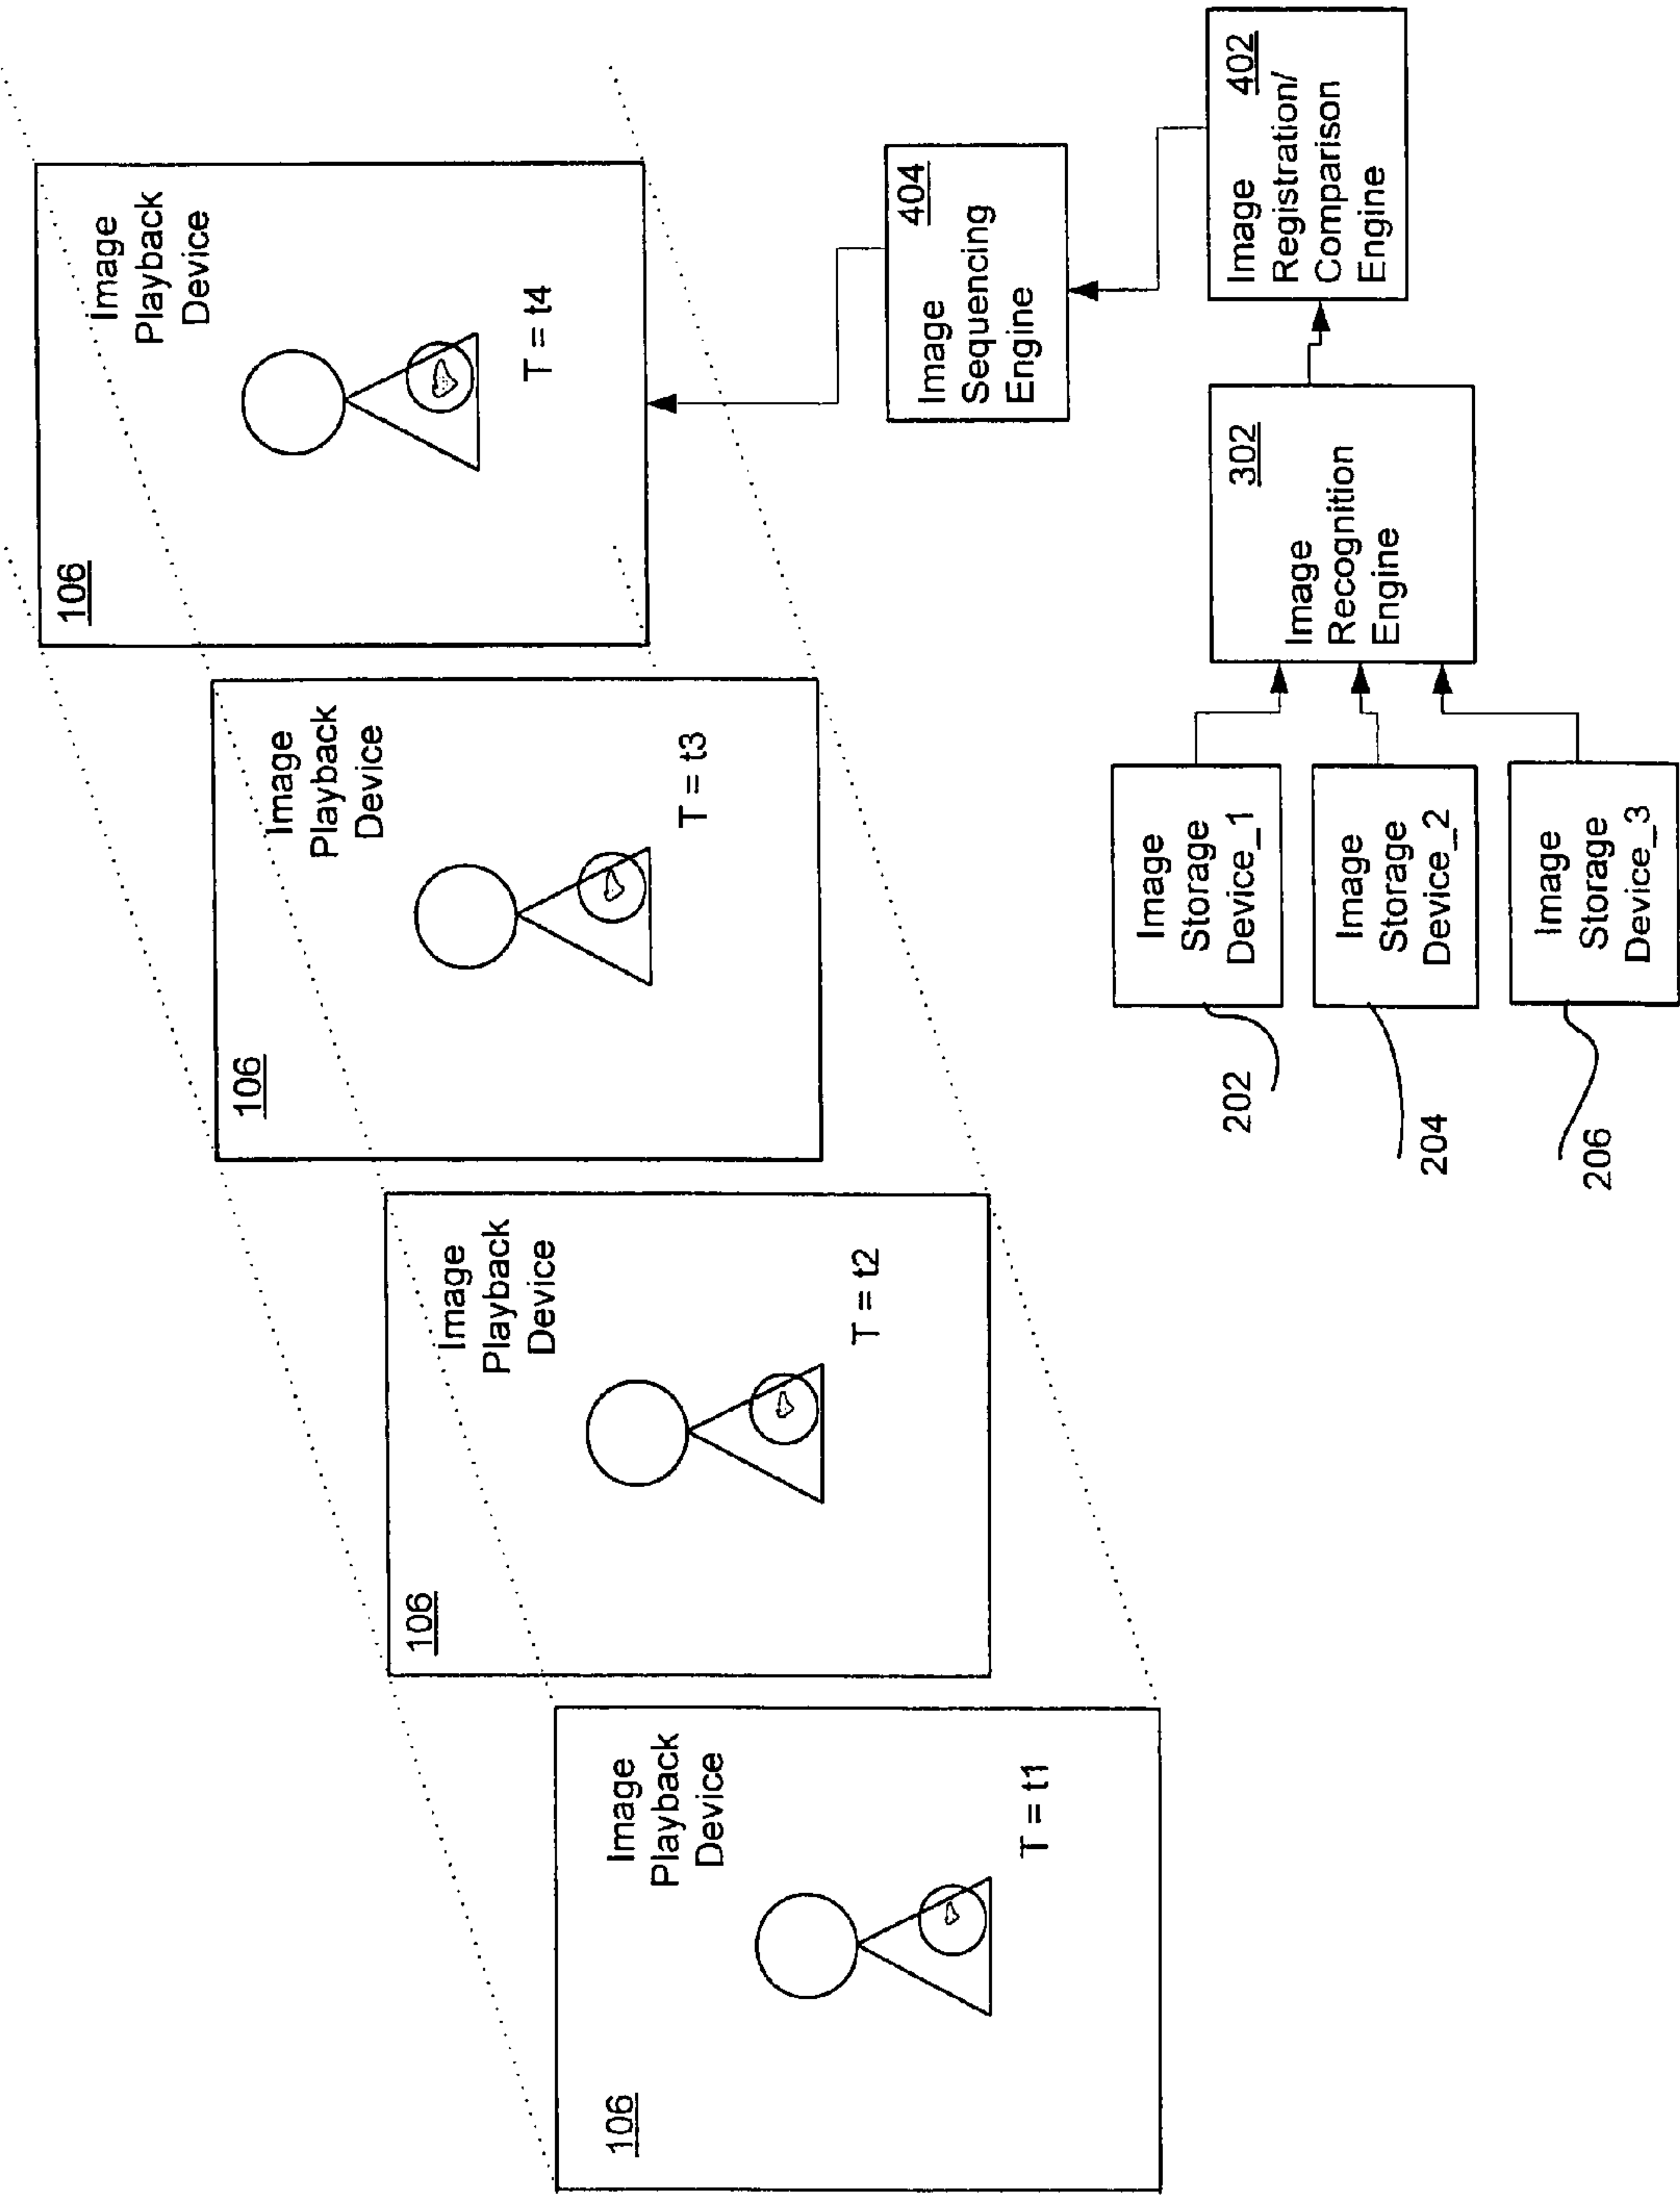 106
Image
Playback
Device
T = t1
106
Image
Playback
Device
T = t2
106
Image
Playback
Device
T = t3
106
Image
Playback
Device
T = t4
202
Image
Storage
Device_1
204
Image
Storage
Device_2
206
Image
Storage
Device_3
302
Image
Recognition
Engine
404
Image
Sequencing
Engine
402
Image
Registration/
Comparison
Engine